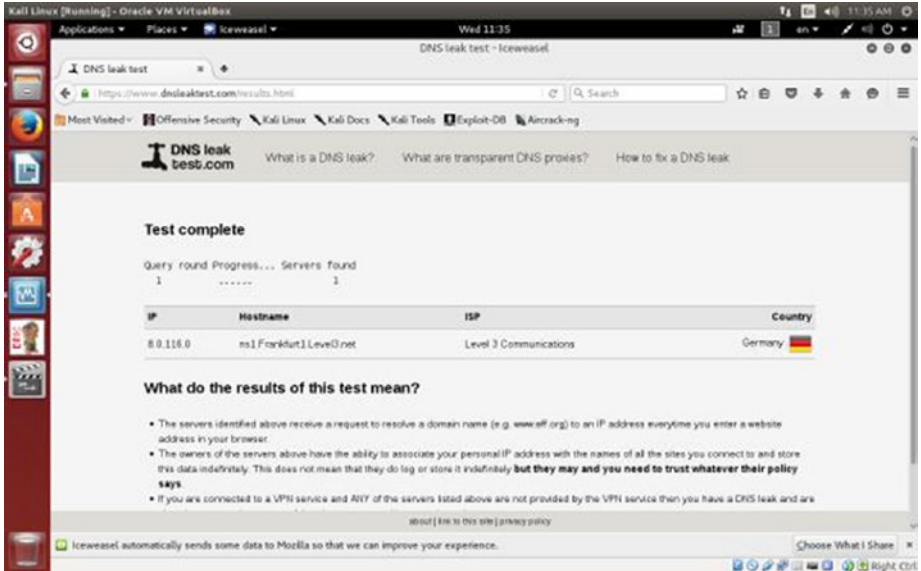 Kali Linux [Running] - Oracle VM VirtualBox
En 11:35 AM
Applications Places Iceweasel Wed 11:35 1 en
DNS leak test - Iceweasel
DNS leak test
https://www.dnsleaktest.com/results.html Search
Most Visited Offensive Security Kali Linux Kali Docs Kali Tools Exploit-DB Aircrack-ng
DNS leak
test.com
What is a DNS leak? What are transparent DNS proxies? How to fix a DNS leak
Test complete
Query round Progress... Servers found
1 ...... 1
IP Hostname ISP Country
8.0.116.0 ns1.Frankfurt1.Level3.net Level 3 Communications Germany
What do the results of this test mean?
• The servers identified above receive a request to resolve a domain name (e.g. www.eff.org) to an IP address everytime you enter a website
address in your browser.
• The owners of the servers above have the ability to associate your personal IP address with the names of all the sites you connect to and store
this data indefinitely. This does not mean that they do log or store it indefinitely but they may and you need to trust whatever their policy
says.
• If you are connected to a VPN service and ANY of the servers listed above are not provided by the VPN service then you have a DNS leak and are
about | link to this site | privacy policy
Iceweasel automatically sends some data to Mozilla so that we can improve your experience. Choose What I Share
Right Ctrl